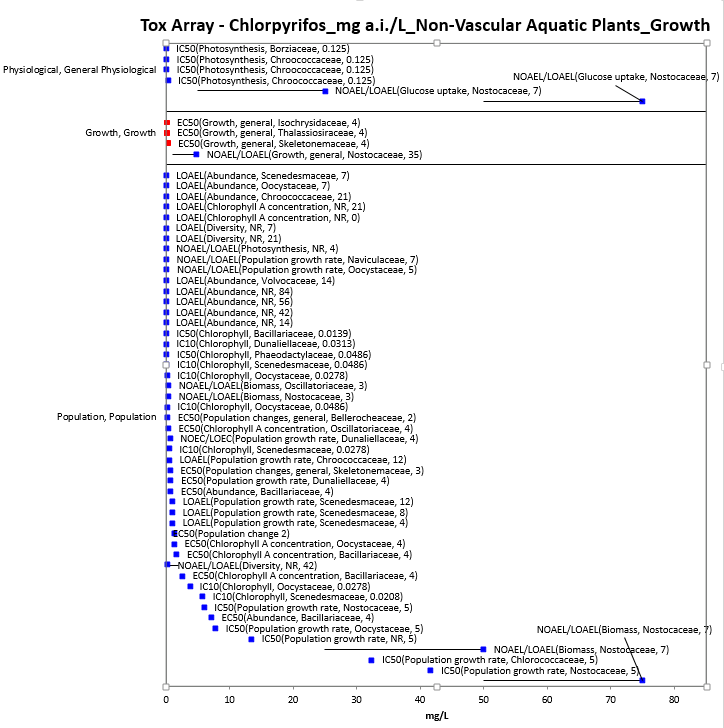 Tox Array - Chlorpyrifos_mg a.i./L_Non-Vascular Aquatic Plants_Growth
IC50(Photosynthesis, Borziaceae, 0.125)
IC50(Photosynthesis, Chroococcaceae, 0.125)
Physiological, General Physiological
IC50(Photosynthesis, Chroococcaceae, 0.125)
IC50(Photosynthesis, Chroococcaceae, 0.125)
NOAEL/LOAEL(Glucose uptake, Nostocaceae, 7)
NOAEL/LOAEL(Glucose uptake, Nostocaceae, 7)
EC50(Growth, general, Isochrysidaceae, 4)
Growth, Growth
EC50(Growth, general, Thalassiosiraceae, 4)
EC50(Growth, general, Skeletonemaceae, 4)
NOAEL/LOAEL(Growth, general, Nostocaceae, 35)
LOAEL(Abundance, Scenedesmaceae, 7)
LOAEL(Abundance, Oocystaceae, 7)
LOAEL(Abundance, Chroococcaceae, 21)
LOAEL(Chlorophyll A concentration, NR, 21)
LOAEL(Chlorophyll A concentration, NR, 0)
LOAEL(Diversity, NR, 7)
LOAEL(Diversity, NR, 21)
NOAEL/LOAEL(Photosynthesis, NR, 4)
NOAEL/LOAEL(Population growth rate, Naviculaceae, 7)
NOAEL/LOAEL(Population growth rate, Oocystaceae, 5)
LOAEL(Abundance, Volvocaceae, 14)
LOAEL(Abundance, NR, 84)
LOAEL(Abundance, NR, 56)
LOAEL(Abundance, NR, 42)
LOAEL(Abundance, NR, 14)
IC50(Chlorophyll, Bacillariaceae, 0.0139)
IC10(Chlorophyll, Dunaliellaceae, 0.0313)
IC50(Chlorophyll, Phaeodactylaceae, 0.0486)
IC10(Chlorophyll, Scenedesmaceae, 0.0486)
IC10(Chlorophyll, Oocystaceae, 0.0278)
NOAEL/LOAEL(Biomass, Oscillatoriaceae, 3)
NOAEL/LOAEL(Biomass, Nostocaceae, 3)
IC10(Chlorophyll, Oocystaceae, 0.0486)
Population, Population
EC50(Population changes, general, Bellerocheaceae, 2)
EC50(Chlorophyll A concentration, Oscillatoriaceae, 4)
NOEC/LOEC(Population growth rate, Dunaliellaceae, 4)
IC10(Chlorophyll, Scenedesmaceae, 0.0278)
LOAEL(Population growth rate, Chroococcaceae, 12)
EC50(Population changes, general, Skeletonemaceae, 3)
EC50(Population growth rate, Dunaliellaceae, 4)
EC50(Abundance, Bacillariaceae, 4)
LOAEL(Population growth rate, Scenedesmaceae, 12)
LOAEL(Population growth rate, Scenedesmaceae, 8)
LOAEL(Population growth rate, Scenedesmaceae, 4)
EC50(Population change 2)
EC50(Chlorophyll A concentration, Oocystaceae, 4)
EC50(Chlorophyll A concentration, Bacillariaceae, 4)
NOAEL/LOAEL(Diversity, NR, 42)
EC50(Chlorophyll A concentration, Bacillariaceae, 4)
IC10(Chlorophyll, Oocystaceae, 0.0278)
IC10(Chlorophyll, Scenedesmaceae, 0.0208)
IC50(Population growth rate, Nostocaceae, 5)
EC50(Abundance, Bacillariaceae, 4)
IC50(Population growth rate, Oocystaceae, 5)
NOAEL/LOAEL(Biomass, Nostocaceae, 7)
IC50(Population growth rate, NR, 5)
NOAEL/LOAEL(Biomass, Nostocaceae, 7)
IC50(Population growth rate, Chlorococcaceae, 5)
IC50(Population growth rate, Nostocaceae, 5)
0 10 20 30 40 50 60 70 80
mg/L